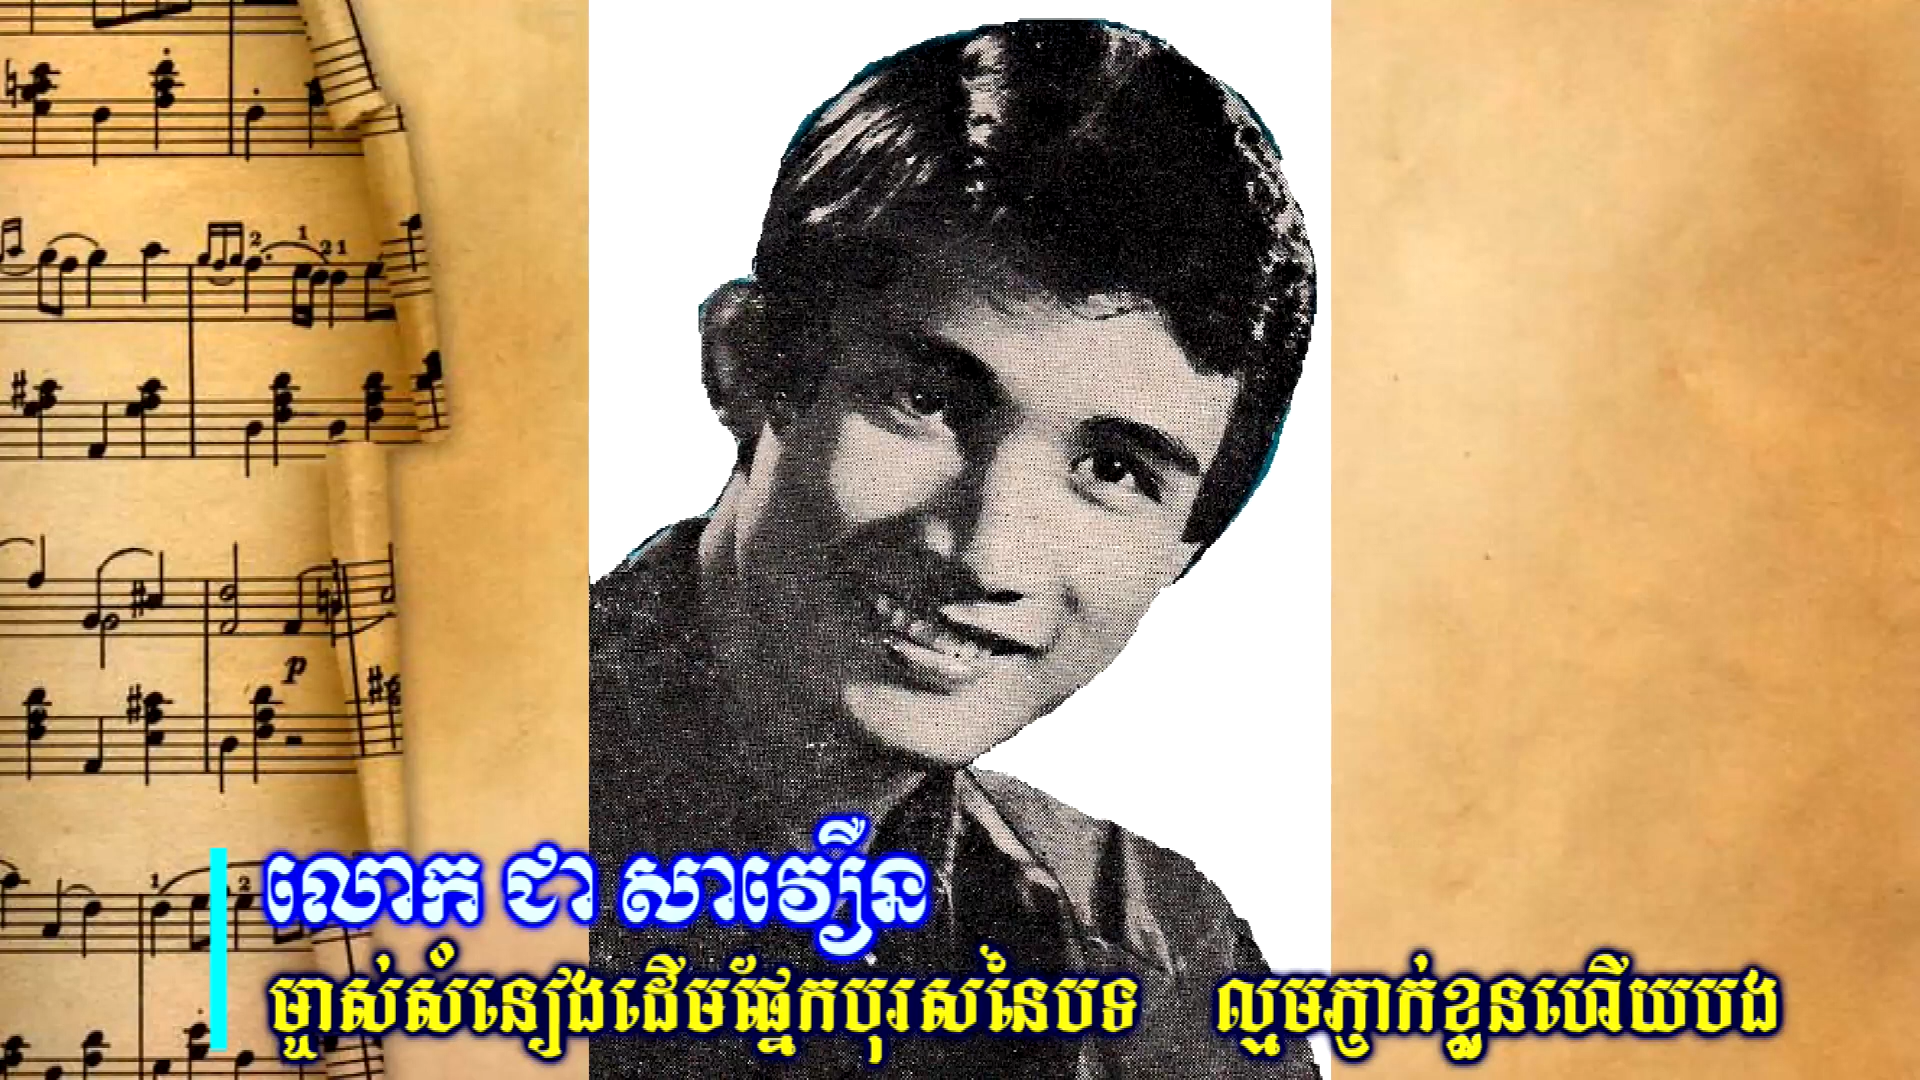 លោក ជា សាវឿន
ម្ចាស់សំនៀងដើមផ្នែកបុរសនៃបទ ល្មមភ្ញាក់ខ្លួនហើយបង